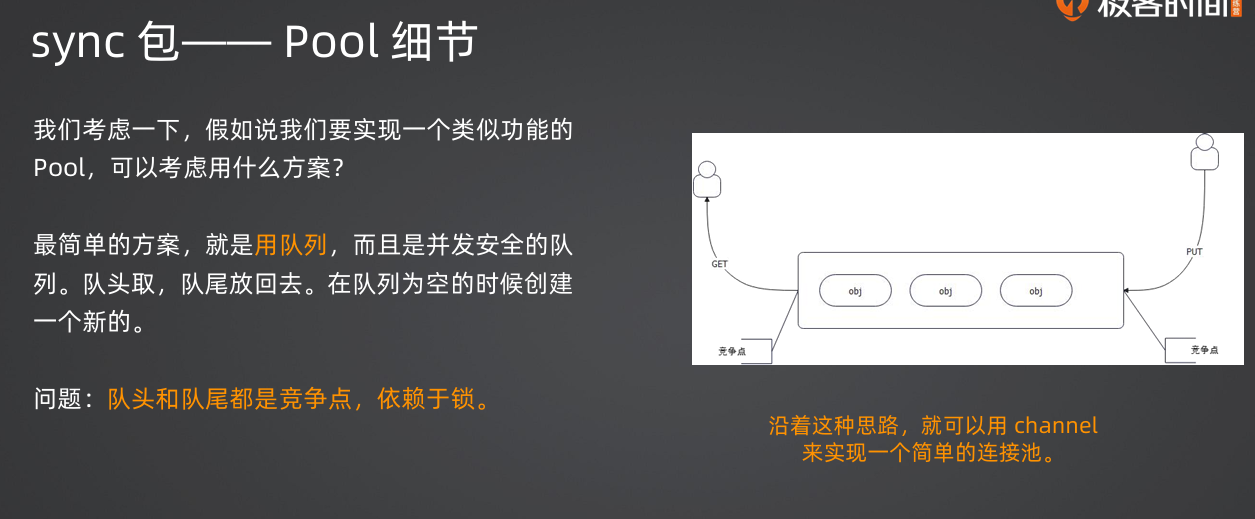 极客时间
训练营
sync 包—— Pool 细节
我们考虑一下，假如说我们要实现一个类似功能的
Pool，可以考虑用什么方案？
最简单的方案，就是用队列，而且是并发安全的队
列。队头取，队尾放回去。在队列为空的时候创建
一个新的。
问题：队头和队尾都是竞争点，依赖于锁。
GET
PUT
obj
obj
obj
竞争点
竞争点
沿着这种思路，就可以用 channel
来实现一个简单的连接池。